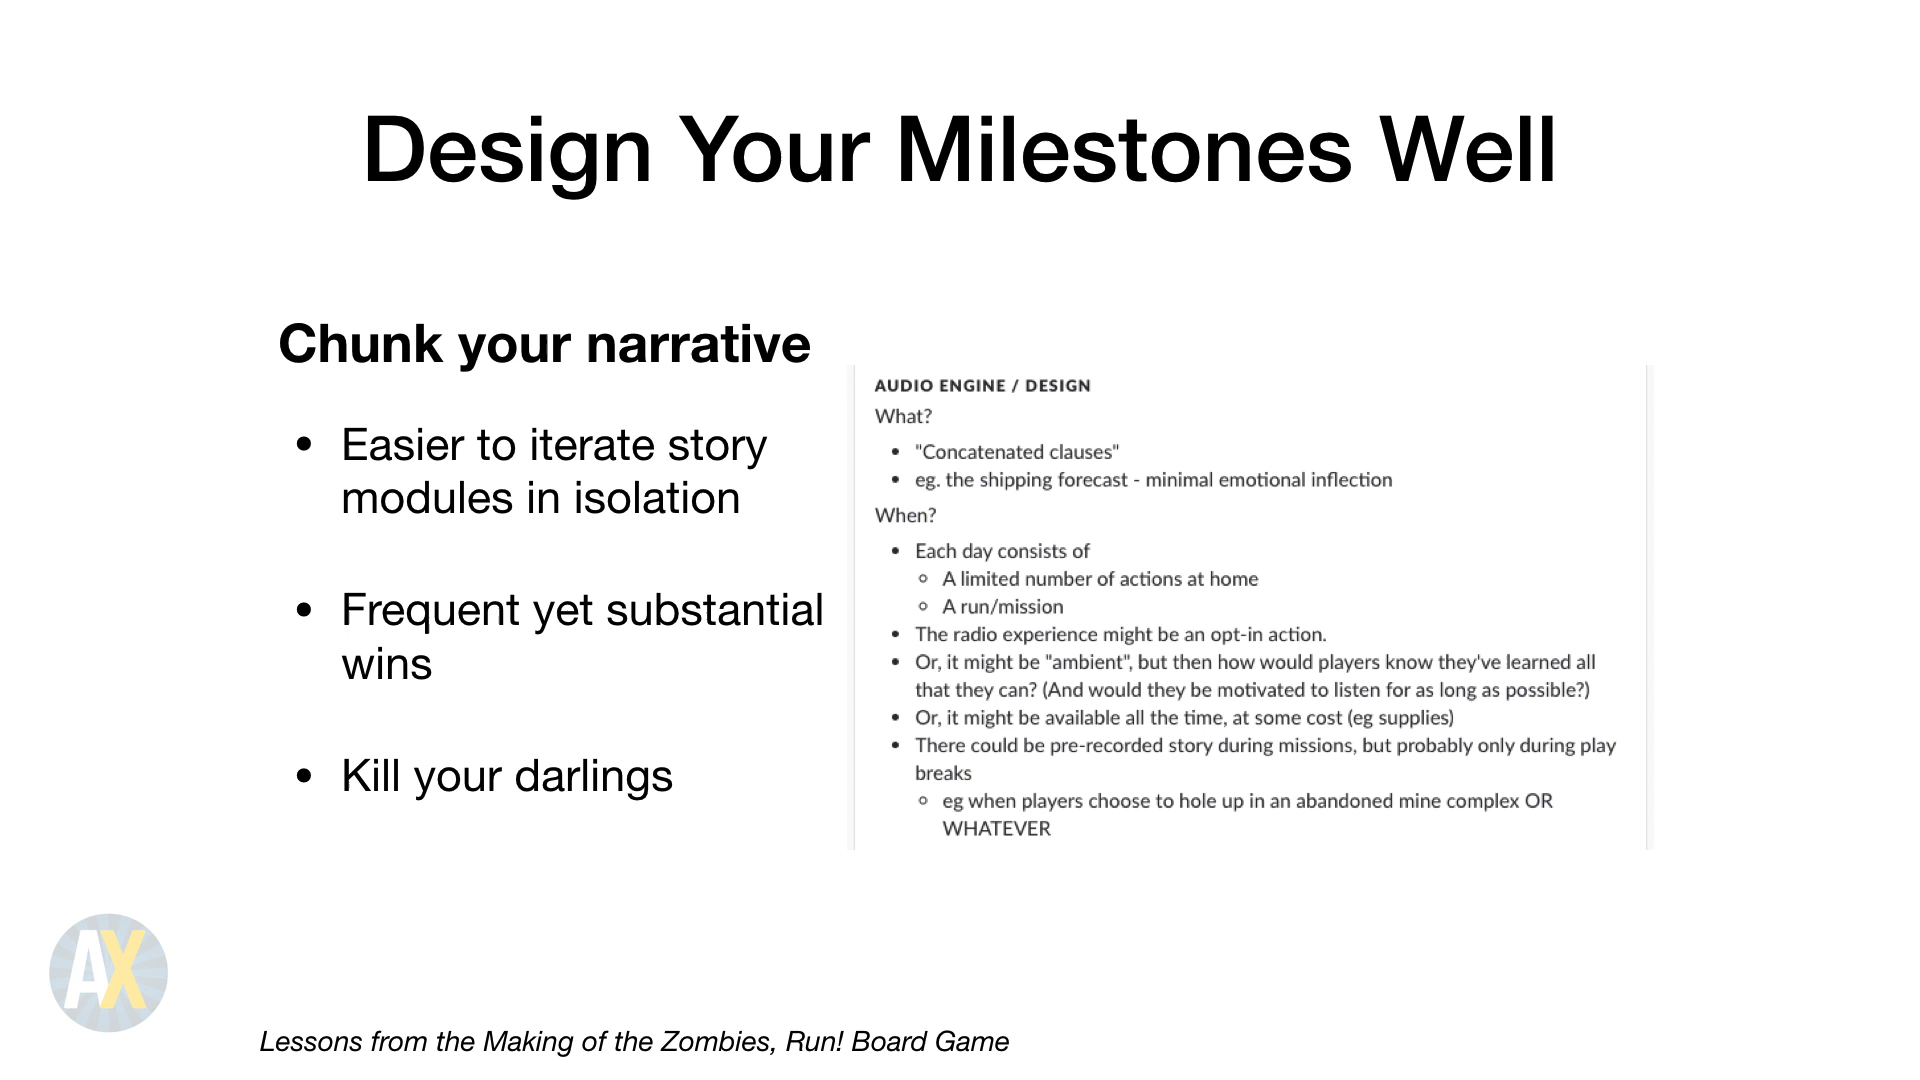 Design Your Milestones Well
Chunk your narrative
• Easier to iterate story
modules in isolation
• Frequent yet substantial
wins
• Kill your darlings
AUDIO ENGINE / DESIGN
What?
• "Concatenated clauses"
• eg. the shipping forecast - minimal emotional inflection
When?
• Each day consists of
◦ A limited number of actions at home
◦ A run/mission
• The radio experience might be an opt-in action.
• Or, it might be "ambient", but then how would players know they've learned all
that they can? (And would they be motivated to listen for as long as possible?)
• Or, it might be available all the time, at some cost (eg supplies)
• There could be pre-recorded story during missions, but probably only during play
breaks
◦ eg when players choose to hole up in an abandoned mine complex OR
WHATEVER
AX
Lessons from the Making of the Zombies, Run! Board Game